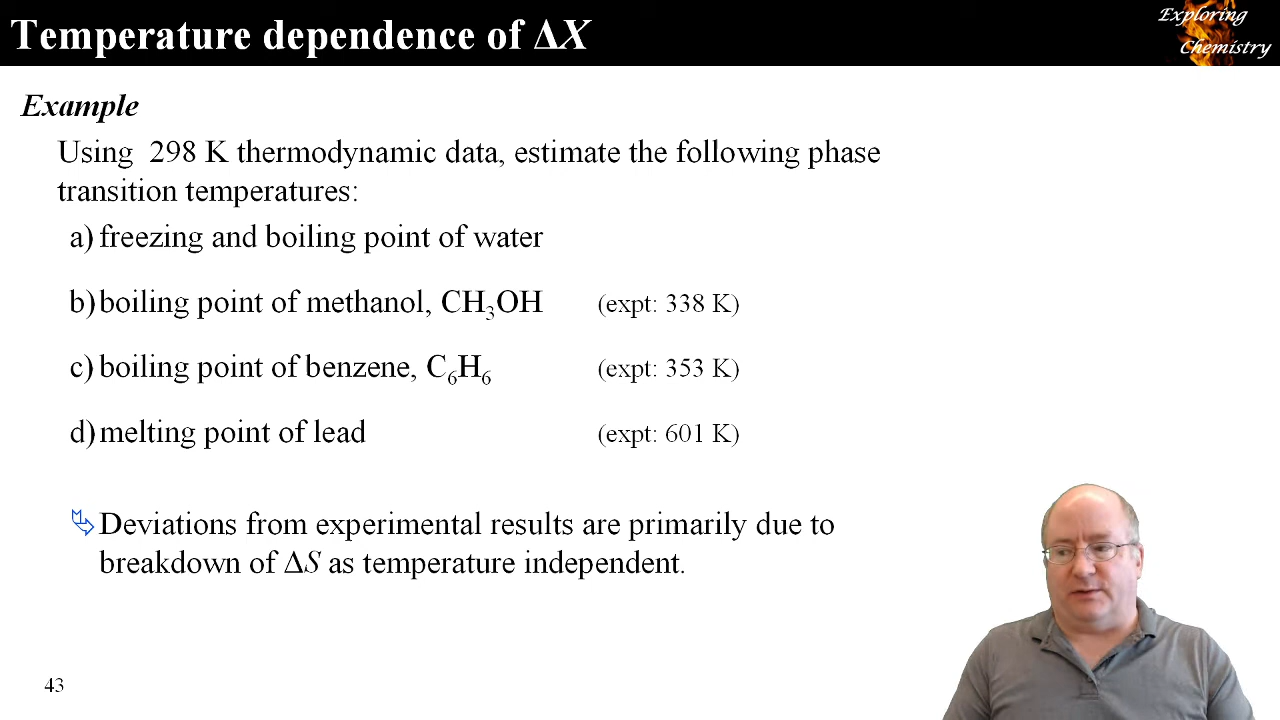 Temperature dependence of ΔX
Exploring
Chemistry
Example
Using 298 K thermodynamic data, estimate the following phase
transition temperatures:
a) freezing and boiling point of water
b) boiling point of methanol, CH₃OH (expt: 338 K)
c) boiling point of benzene, C₆H₆ (expt: 353 K)
d) melting point of lead (expt: 601 K)
Deviations from experimental results are primarily due to
breakdown of ΔS as temperature independent.
43